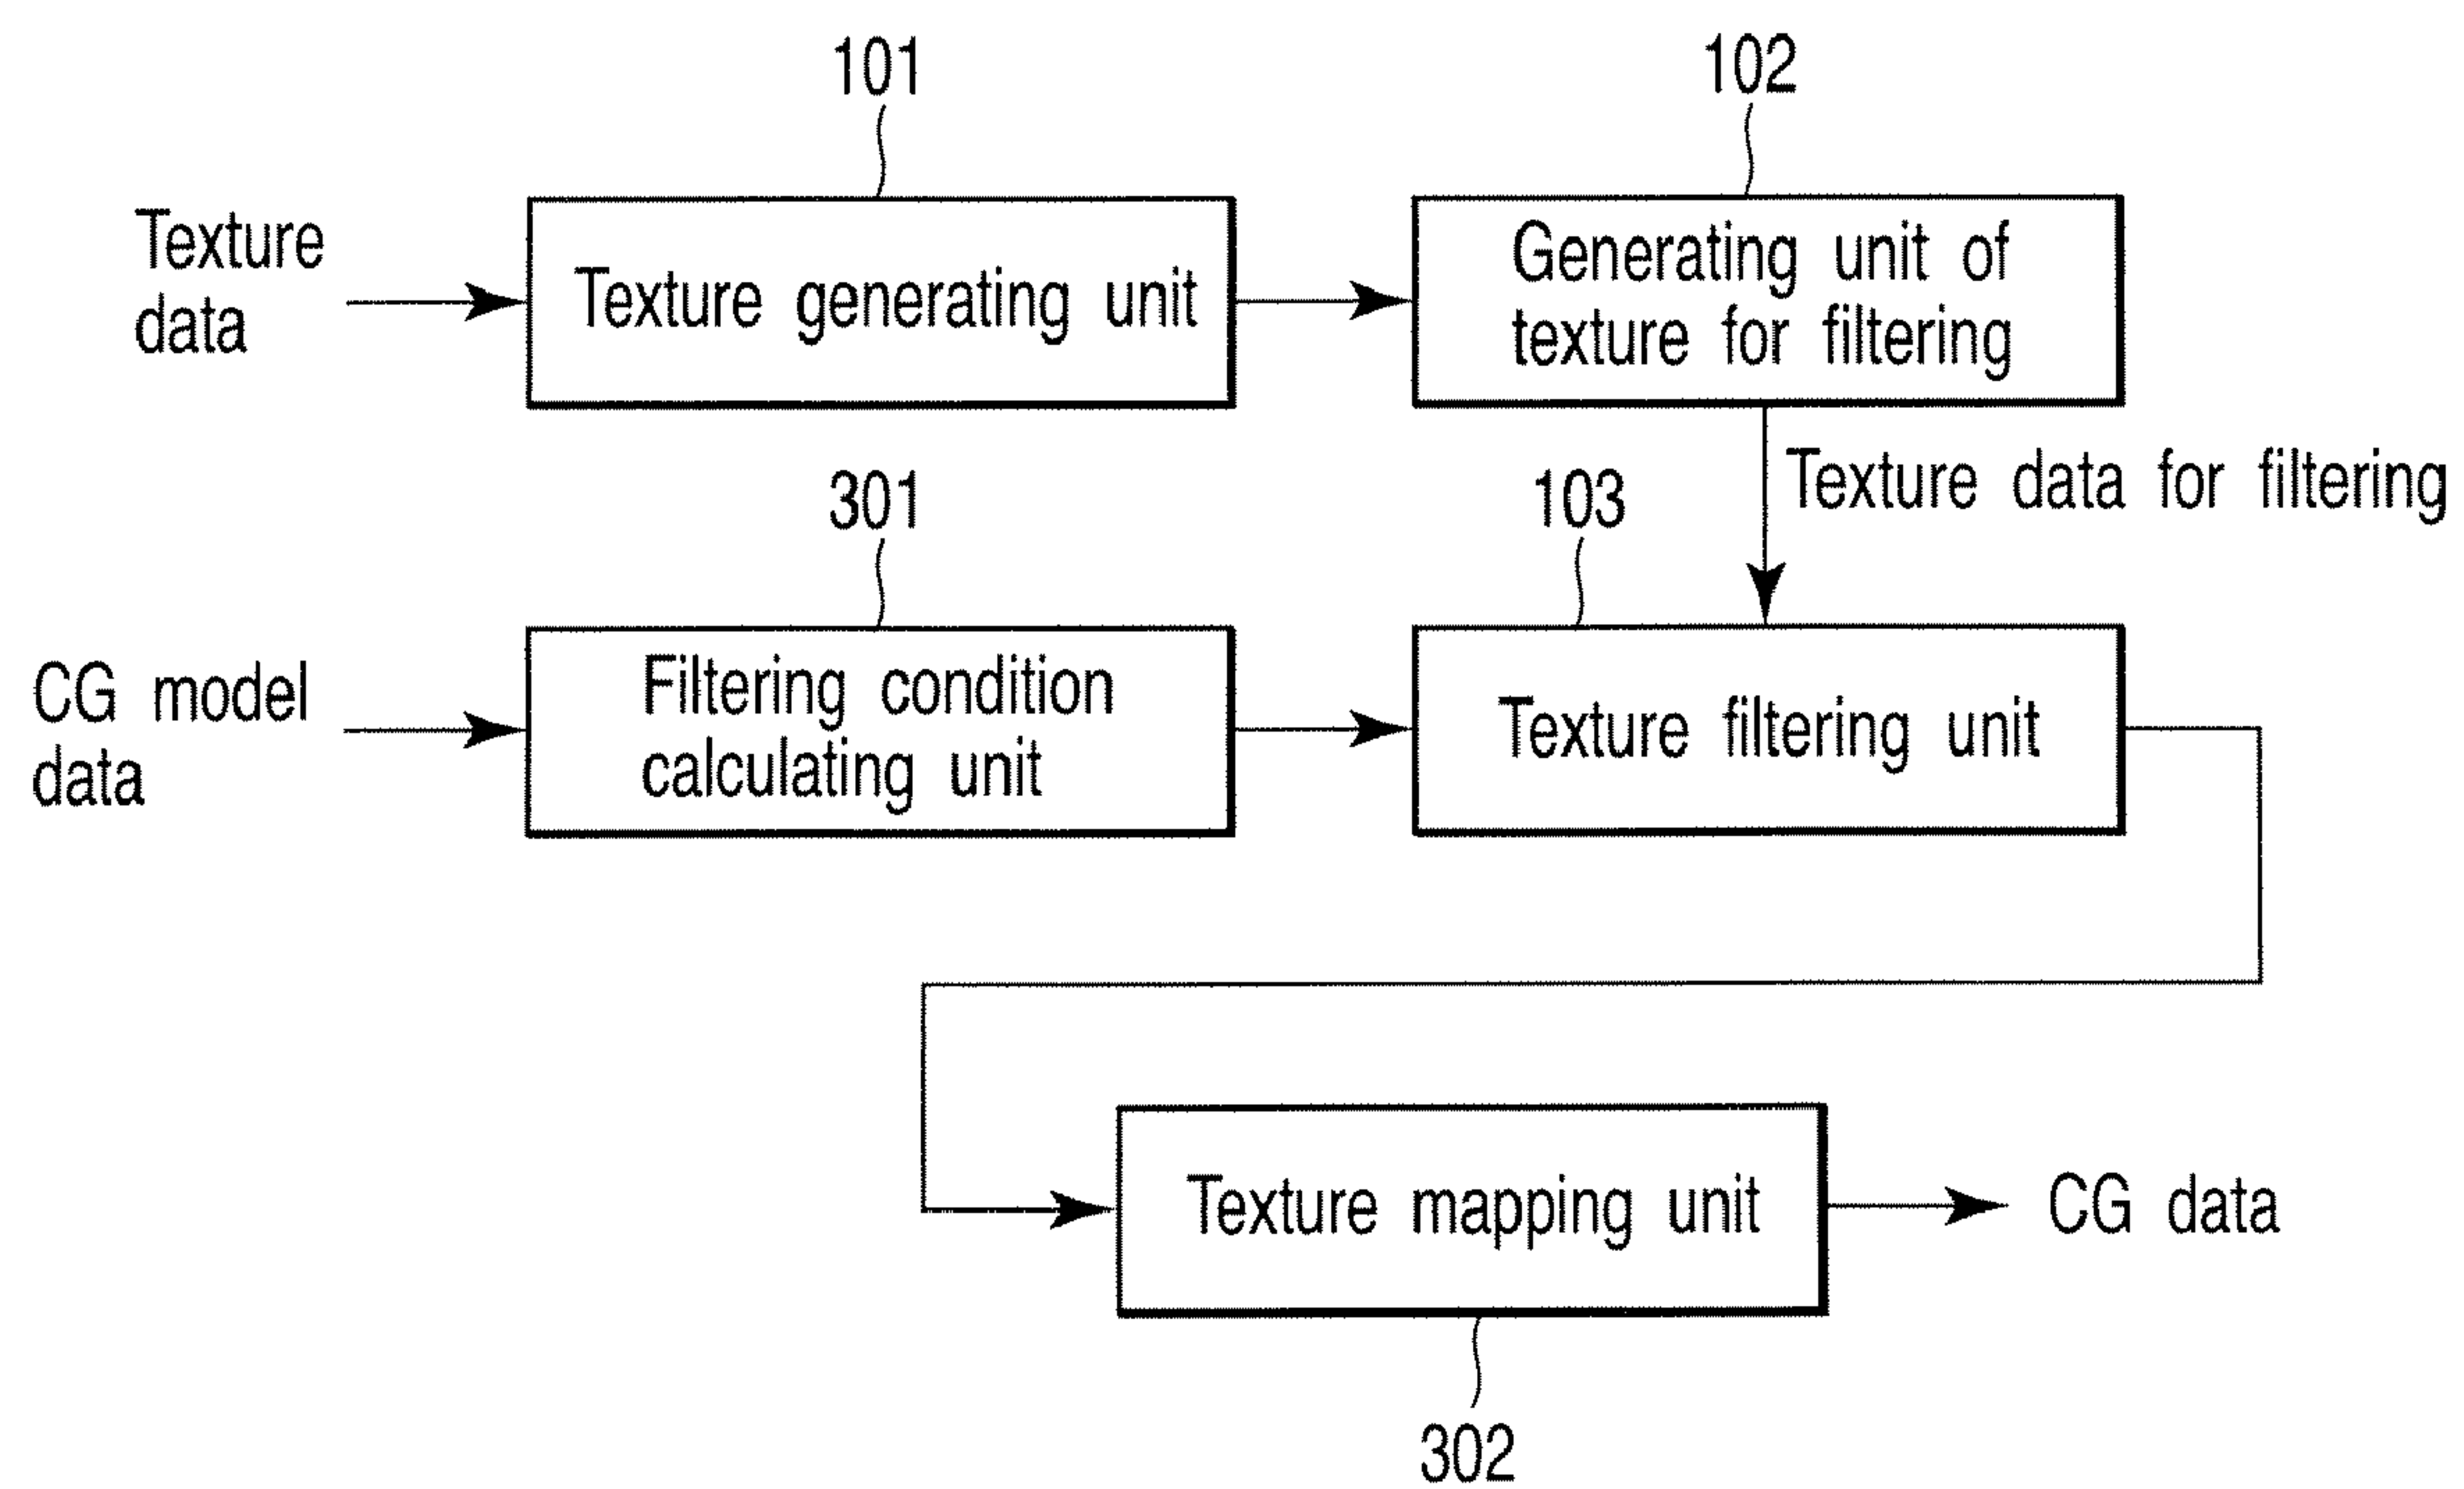 101
102
Texture
data
Texture generating unit
Generating unit of
texture for filtering
Texture data for filtering
301
103
CG model
data
Filtering condition
calculating unit
Texture filtering unit
Texture mapping unit
CG data
302